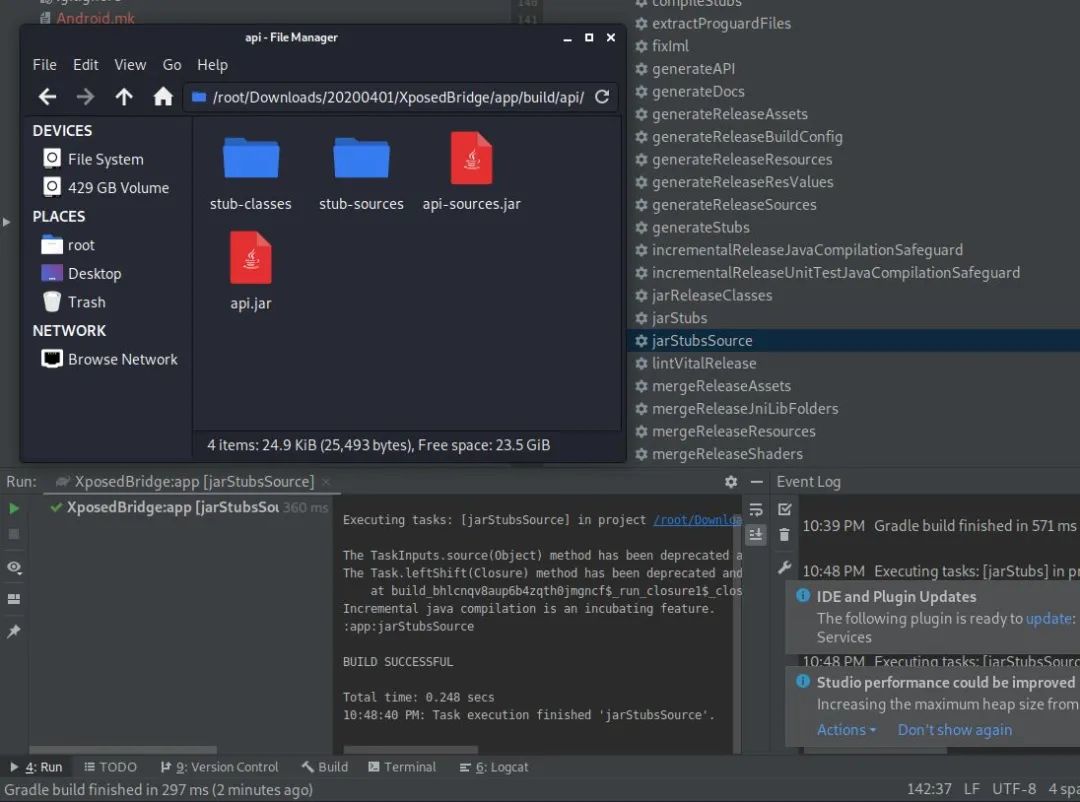 Android.mk
140
141
api - File Manager
File Edit View Go Help
/root/Downloads/20200401/XposedBridge/app/build/api/
DEVICES
File System
429 GB Volume
PLACES
root
Desktop
Trash
NETWORK
Browse Network
stub-classes stub-sources api-sources.jar
api.jar
4 items: 24.9 KiB (25,493 bytes), Free space: 23.5 GiB
compileStubs
extractProguardFiles
fixIml
generateAPI
generateDocs
generateReleaseAssets
generateReleaseBuildConfig
generateReleaseResources
generateReleaseResValues
generateReleaseSources
generateStubs
incrementalReleaseJavaCompilationSafeguard
incrementalReleaseUnitTestJavaCompilationSafeguard
jarReleaseClasses
jarStubs
jarStubsSource
lintVitalRelease
mergeReleaseAssets
mergeReleaseJniLibFolders
mergeReleaseResources
mergeReleaseShaders
Run: XposedBridge:app [jarStubsSource]
XposedBridge:app [jarStubsSou 360 ms
Executing tasks: [jarStubsSource] in project /root/Downloa
The TaskInputs.source(Object) method has been deprecated a
The Task.leftShift(Closure) method has been deprecated and
at build_bhlcnqv8aup6b4zqth0jmgncf$_run_closure1$_clos
Incremental java compilation is an incubating feature.
:app:jarStubsSource
BUILD SUCCESSFUL
Total time: 0.248 secs
10:48:40 PM: Task execution finished 'jarStubsSource'.
Event Log
10:39 PM Gradle build finished in 571 ms
10:48 PM Executing tasks: [jarStubs] in pr
IDE and Plugin Updates
The following plugin is ready to update:
Services
10:48 PM Executing tasks: [jarStubsSourc
Studio performance could be improved
Increasing the maximum heap size from
Actions Don't show again
4: Run TODO 9: Version Control Build Terminal 6: Logcat
Gradle build finished in 297 ms (2 minutes ago)
142:37 LF UTF-8 4 spa